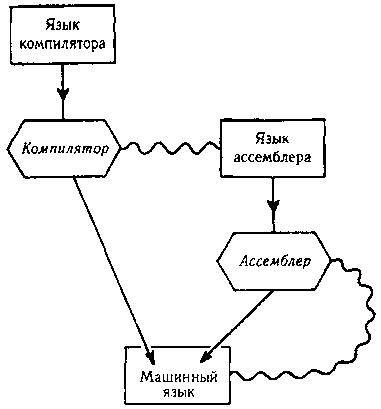 Язык
компилятора
Компилятор
Язык
ассемблера
Ассемблер
Машинный
язык